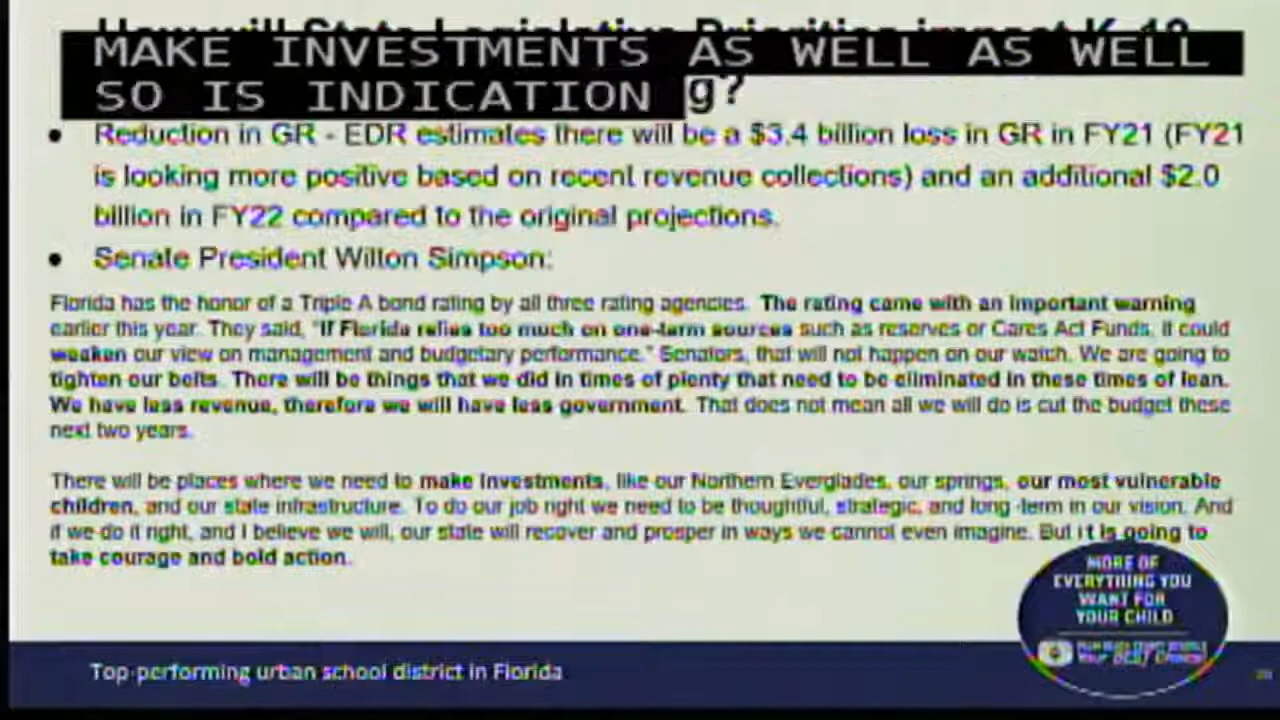 MAKE INVESTMENTS AS WELL AS WELL
SO IS INDICATION g?
• Reduction in GR - EDR estimates there will be a $3.4 billion loss in GR in FY21 (FY21
is looking more positive based on recent revenue collections) and an additional $2.0
billion in FY22 compared to the original projections.
• Senate President Wilton Simpson:
Florida has the honor of a Triple A bond rating by all three rating agencies. The rating came with an important warning
earlier this year. They said, "If Florida relies too much on one-term sources such as reserves or Cares Act Funds, it could
weaken our view on management and budgetary performance." Senators, that will not happen on our watch. We are going to
tighten our belts. There will be things that we did in times of plenty that need to be eliminated in these times of lean.
We have less revenue, therefore we will have less government. That does not mean all we will do is cut the budget these
next two years.
There will be places where we need to make investments, like our Northern Everglades, our springs, our most vulnerable
children, and our state infrastructure. To do our job right we need to be thoughtful, strategic, and long -term in our vision. And
if we do it right, and I believe we will, our state will recover and prosper in ways we cannot even imagine. But it is going to
take courage and bold action.
MORE OF
EVERYTHING YOU
WANT FOR
YOUR CHILD
Top-performing urban school district in Florida